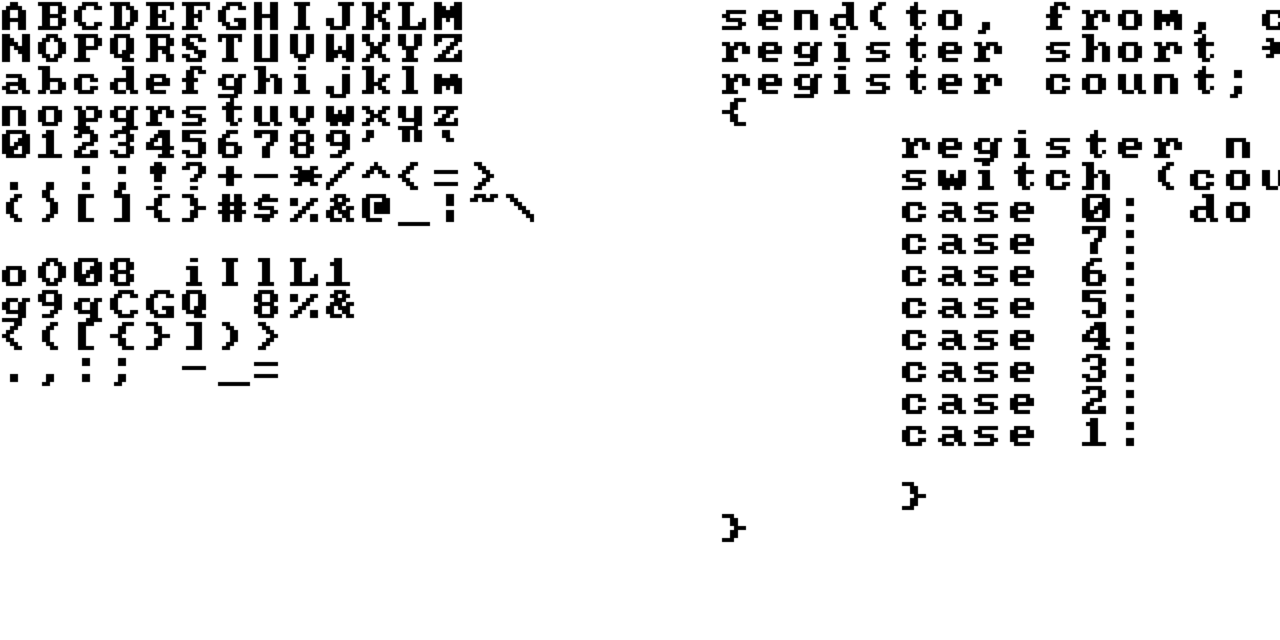 ABCDEFGHIJKLM
NOPQRSTUVWXYZ
abcdefghijklm
nopqrstuvwxyz
0123456789'"`
.,:;!?+-*/^<=>
()[]{}#$%&@_¦~\
oO08 iIlL1
g9qCGQ 8%&
<([{}])>
.,:; -_=
send(to, from, c
register short *
register count;
{
register n
switch (cou
case 0: do
case 7:
case 6:
case 5:
case 4:
case 3:
case 2:
case 1:
}
}